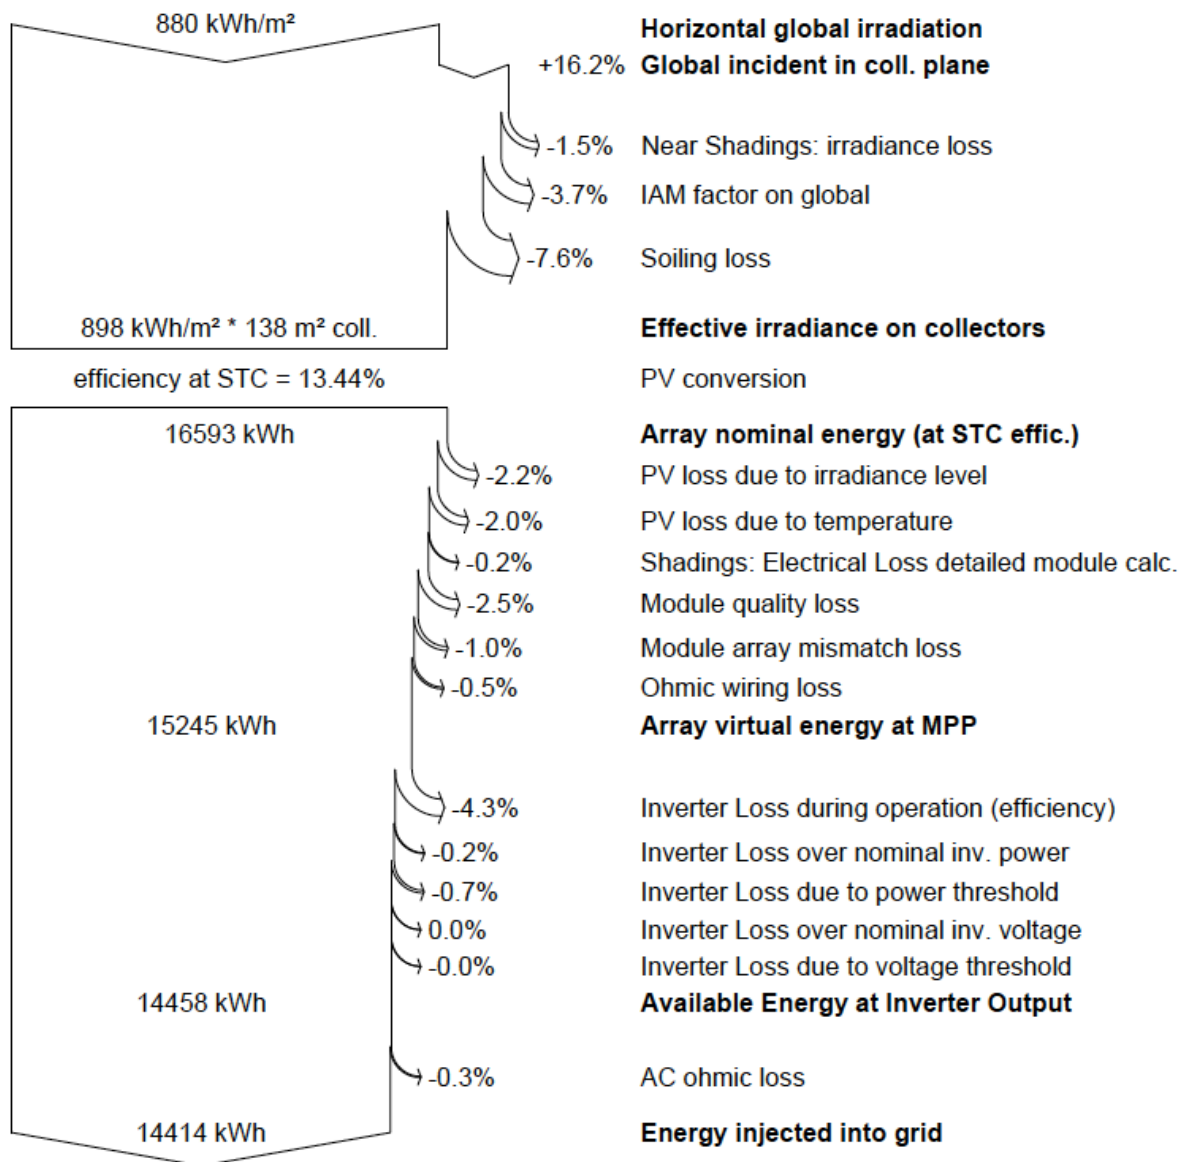 880 kWh/m²
Horizontal global irradiation
+16.2% Global incident in coll. plane
-1.5% Near Shadings: irradiance loss
-3.7% IAM factor on global
-7.6% Soiling loss
898 kWh/m² * 138 m² coll. Effective irradiance on collectors
efficiency at STC = 13.44% PV conversion
16593 kWh Array nominal energy (at STC effic.)
-2.2% PV loss due to irradiance level
-2.0% PV loss due to temperature
-0.2% Shadings: Electrical Loss detailed module calc.
-2.5% Module quality loss
-1.0% Module array mismatch loss
-0.5% Ohmic wiring loss
15245 kWh Array virtual energy at MPP
-4.3% Inverter Loss during operation (efficiency)
-0.2% Inverter Loss over nominal inv. power
-0.7% Inverter Loss due to power threshold
0.0% Inverter Loss over nominal inv. voltage
-0.0% Inverter Loss due to voltage threshold
14458 kWh Available Energy at Inverter Output
-0.3% AC ohmic loss
14414 kWh Energy injected into grid